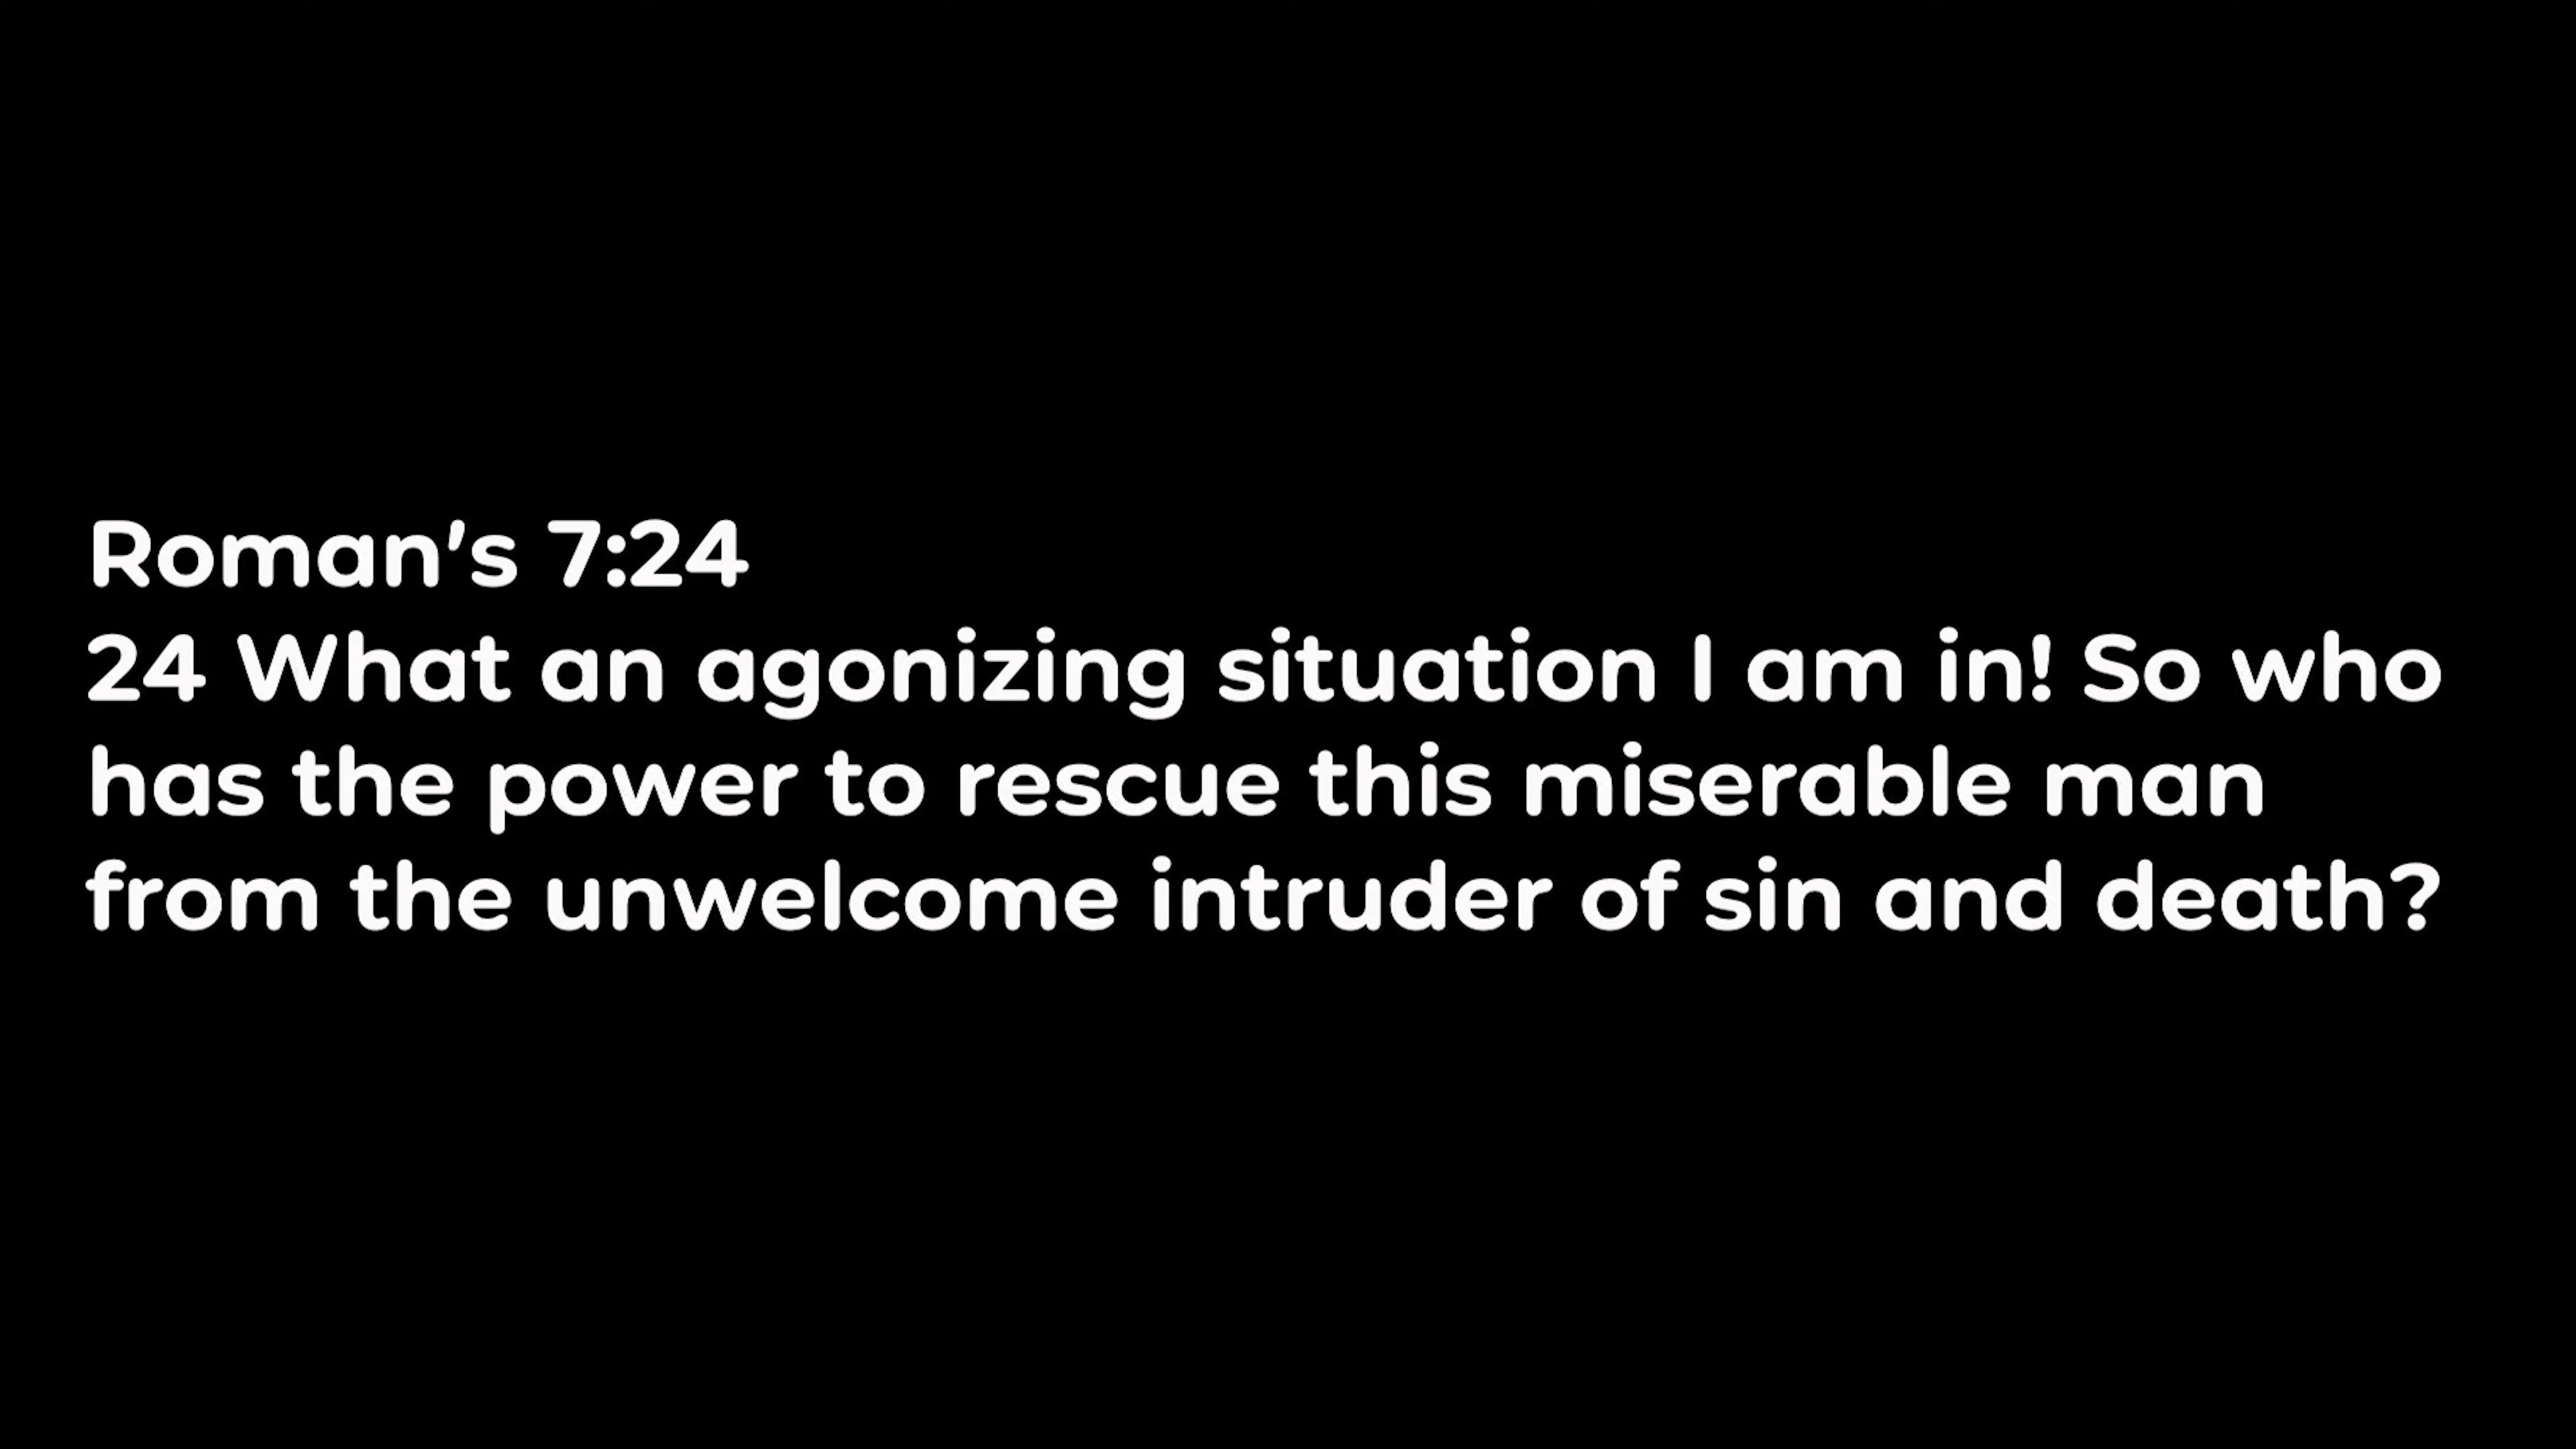 Roman's 7:24
24 What an agonizing situation I am in! So who
has the power to rescue this miserable man
from the unwelcome intruder of sin and death?